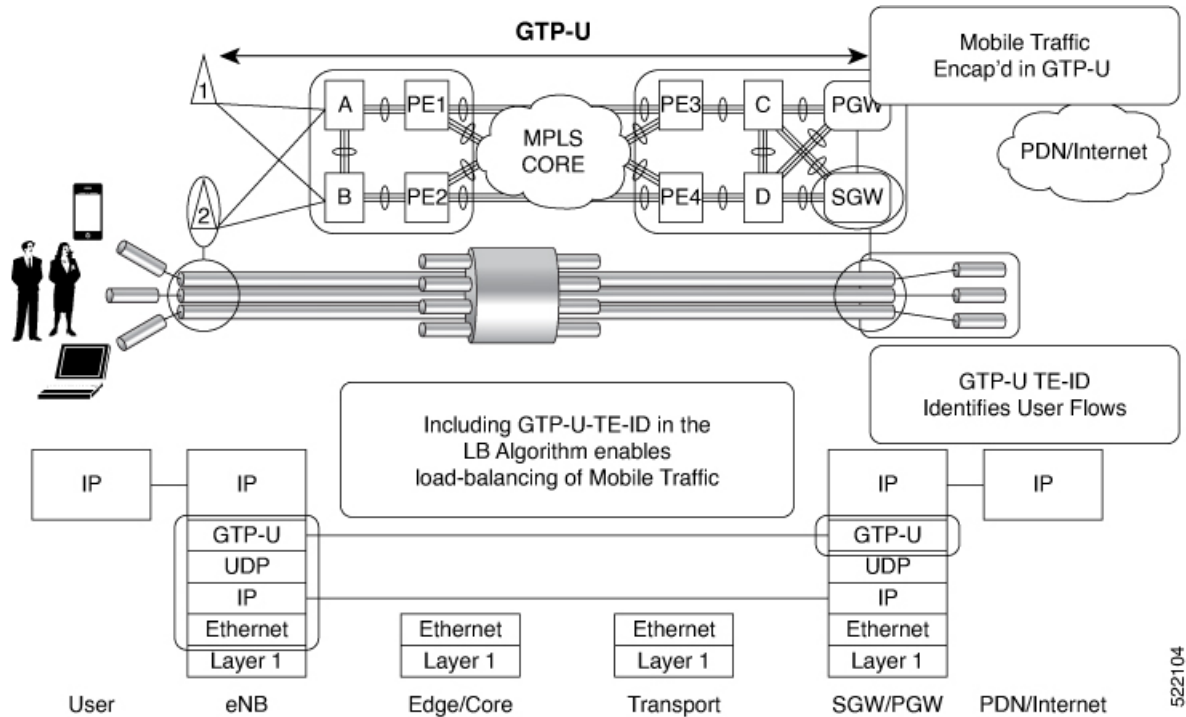 GTP-U
Mobile Traffic
Encap'd in GTP-U
1
A
PE1
PE3
C
PGW
MPLS
CORE
PDN/Internet
2
B
PE2
PE4
D
SGW
GTP-U TE-ID
Identifies User Flows
Including GTP-U-TE-ID in the
LB Algorithm enables
load-balancing of Mobile Traffic
IP
IP
IP
IP
GTP-U
GTP-U
UDP
UDP
IP
IP
Ethernet
Ethernet
Ethernet
Ethernet
Layer 1
Layer 1
Layer 1
Layer 1
User
eNB
Edge/Core
Transport
SGW/PGW
PDN/Internet
522104